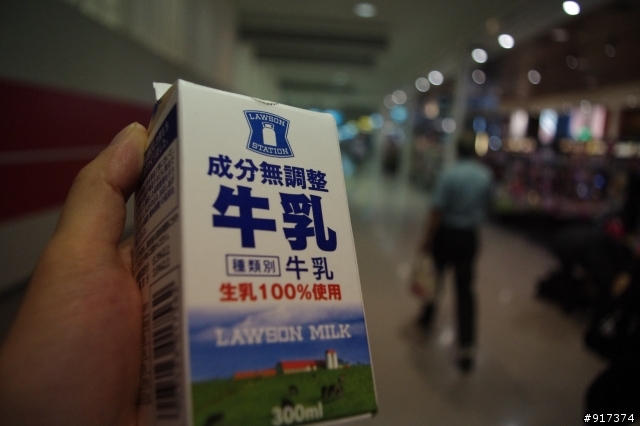 LAWSON
STATION
成分無調整
牛乳
種類別 牛乳
生乳100%使用
LAWSON MILK
300ml
#917374